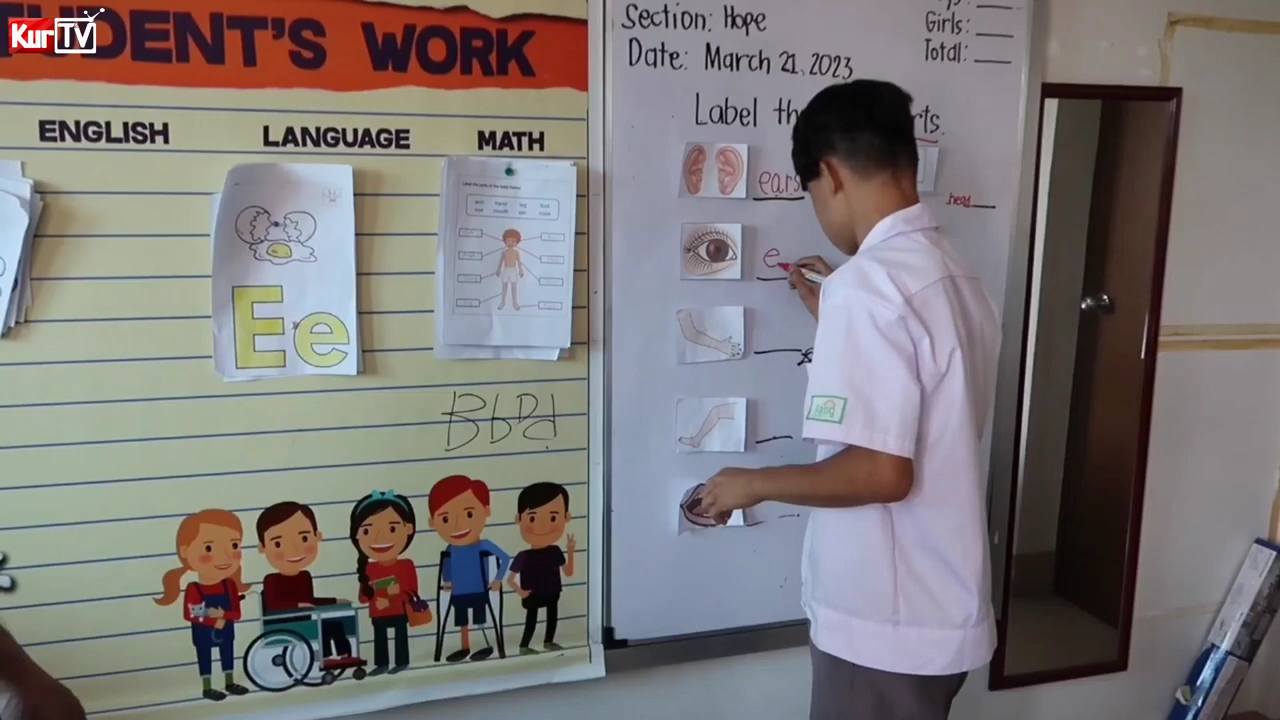 KurTV
TUDENT'S WORK
ENGLISH LANGUAGE MATH
Ee
BbDd
Section: Hope
Date: March 21, 2023
Girls:
Total:
Label th rts.
ears
head
e